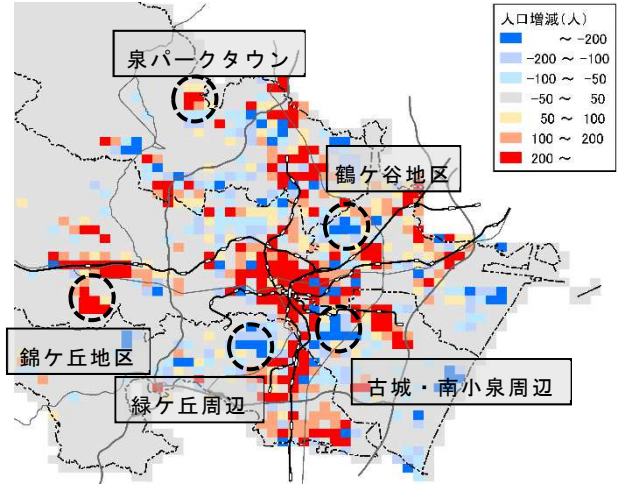 人口増減(人)
～ -200
-200 ～ -100
-100 ～ -50
-50 ～ 50
50 ～ 100
100 ～ 200
200 ～
泉パークタウン
鶴ケ谷地区
錦ケ丘地区
緑ケ丘周辺
古城・南小泉周辺